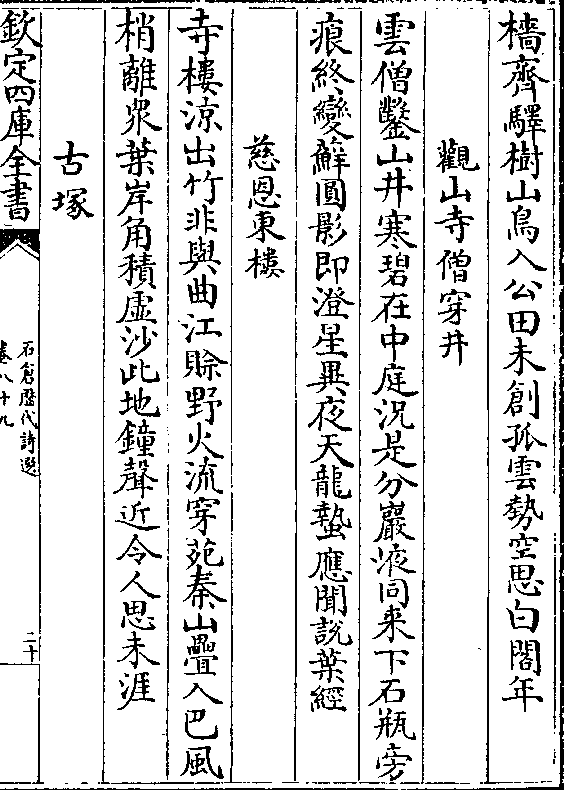 檣齊驛樹山鳥入公田未創孤雲勢空思白閣年
觀山寺僧穿井
雲僧鑿山井寒碧在中庭況是分巖液同來下石瓶旁
痕終變蘚圓影即澄星異夜天龍蟄應聞說葉經
慈恩東樓
寺樓涼出竹非與曲江賒野火流穿苑秦山疊入巴風
梢離衆葉岸角積虛沙此地鐘聲近令人思未涯
古塚
欽定四庫全書
石倉歷代詩選
卷八十九
二十